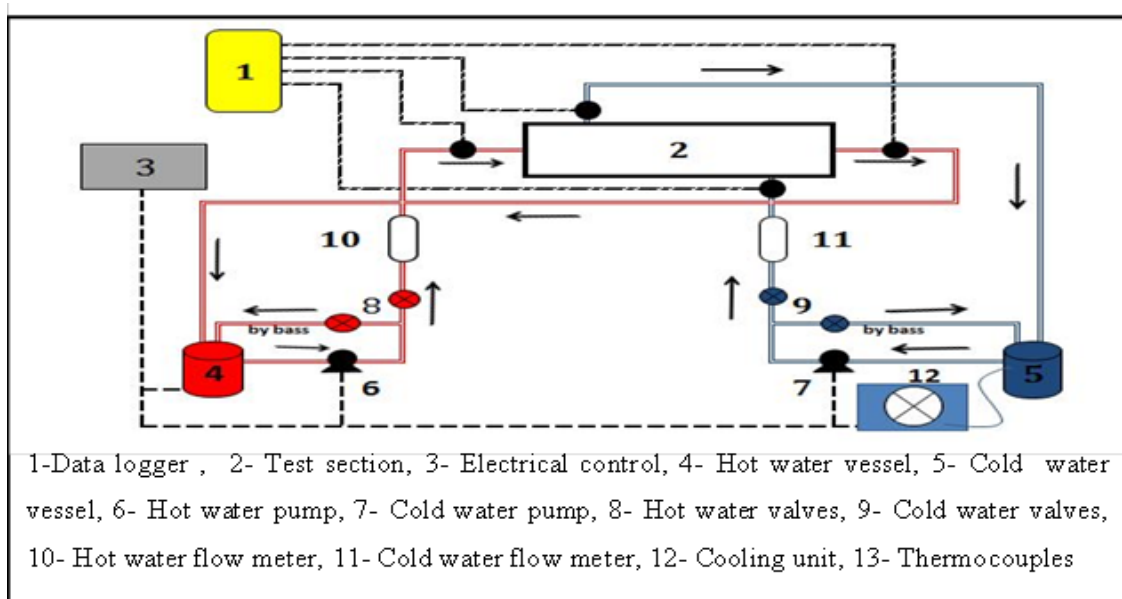 1
2
3
10
11
8
9
by bass
by bass
4
6
7
12
5
1-Data logger , 2- Test section, 3- Electrical control, 4- Hot water vessel, 5- Cold water
vessel, 6- Hot water pump, 7- Cold water pump, 8- Hot water valves, 9- Cold water valves,
10- Hot water flow meter, 11- Cold water flow meter, 12- Cooling unit, 13- Thermocouples